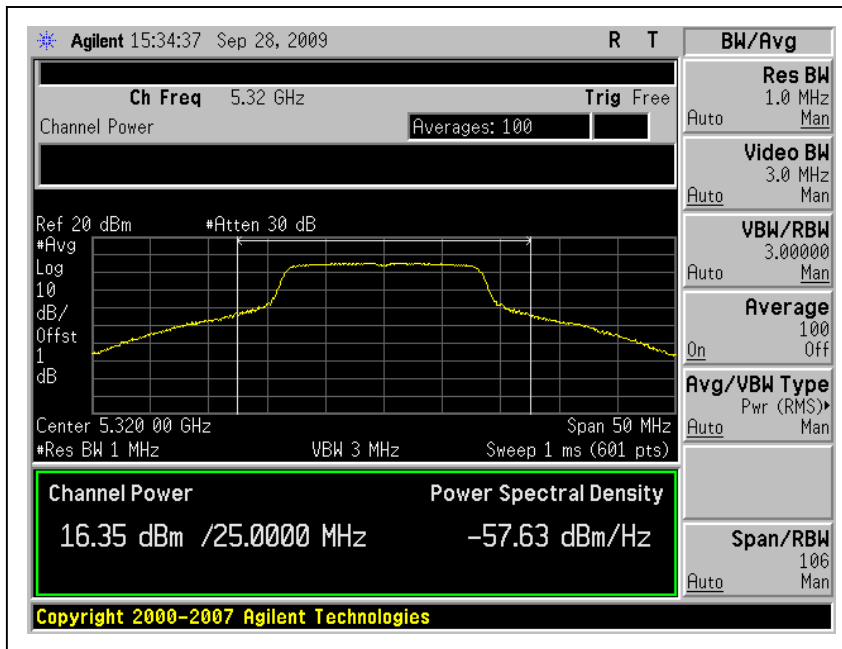 Agilent 15:34:37 Sep 28, 2009 R T
Ch Freq 5.32 GHz Trig Free
Channel Power Averages: 100
Ref 20 dBm #Atten 30 dB
#Avg
Log
10
dB/
Offst
1
dB
Center 5.320 00 GHz Span 50 MHz
#Res BW 1 MHz VBW 3 MHz Sweep 1 ms (601 pts)
Channel Power Power Spectral Density
16.35 dBm /25.0000 MHz -57.63 dBm/Hz
Copyright 2000-2007 Agilent Technologies
BW/Avg
Res BW
1.0 MHz
Auto Man
Video BW
3.0 MHz
Auto Man
VBW/RBW
3.00000
Auto Man
Average
100
On Off
Avg/VBW Type
Pwr (RMS)▸
Auto Man
Span/RBW
106
Auto Man